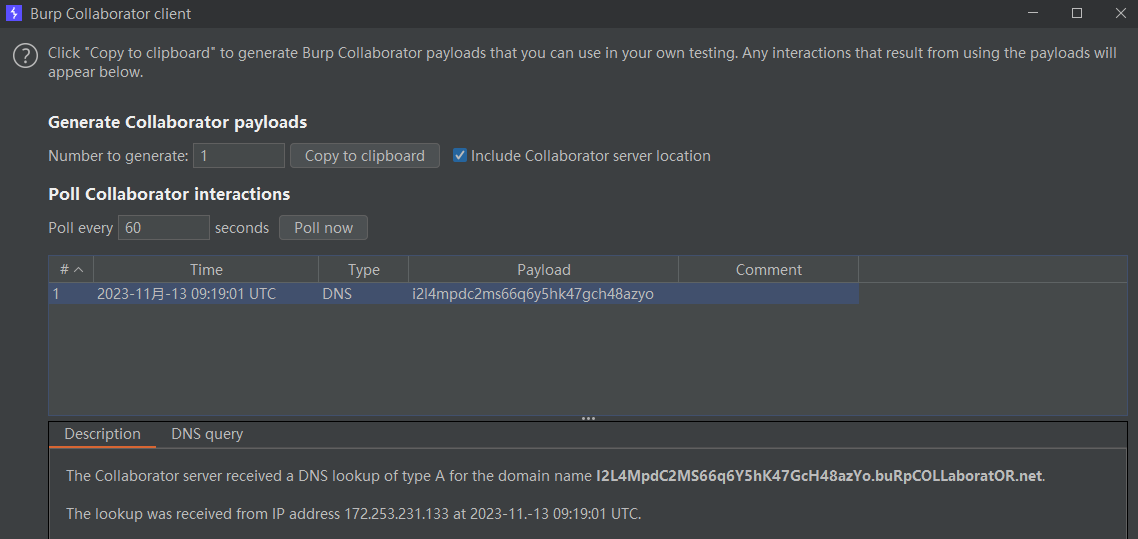 Burp Collaborator client
Click "Copy to clipboard" to generate Burp Collaborator payloads that you can use in your own testing. Any interactions that result from using the payloads will
appear below.
Generate Collaborator payloads
Number to generate: 1 Copy to clipboard Include Collaborator server location
Poll Collaborator interactions
Poll every 60 seconds Poll now
# Time Type Payload Comment
1 2023-11月-13 09:19:01 UTC DNS i2l4mpdc2ms66q6y5hk47gch48azyo
Description DNS query
The Collaborator server received a DNS lookup of type A for the domain name I2L4MpdC2MS66q6Y5hK47GcH48azYo.buRpCOLLaboratOR.net.
The lookup was received from IP address 172.253.231.133 at 2023-11.-13 09:19:01 UTC.